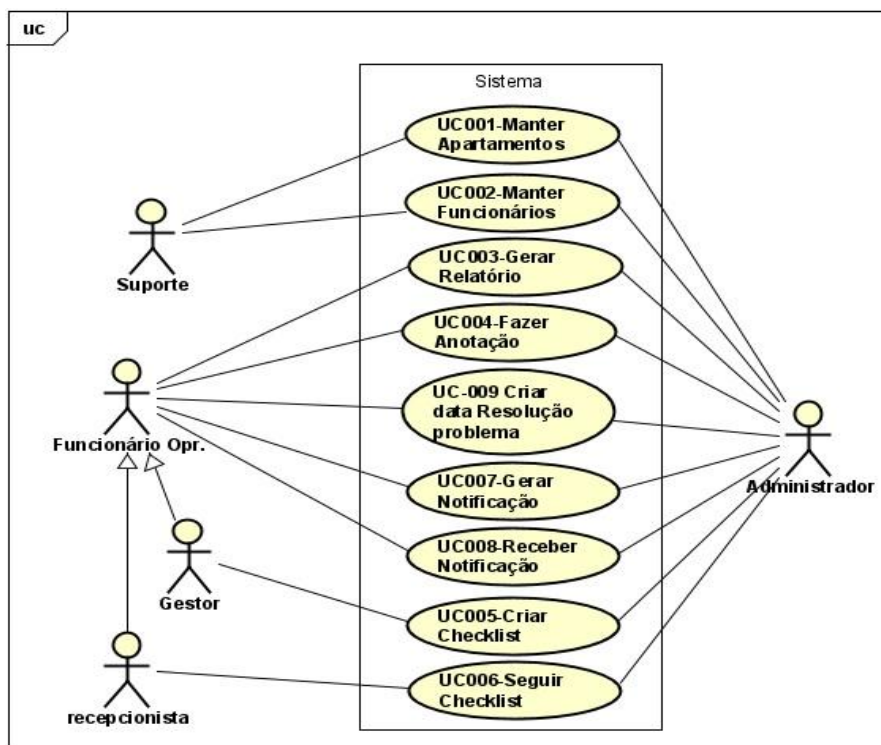 uc
Sistema
UC001-Manter
Apartamentos
UC002-Manter
Funcionários
UC003-Gerar
Relatório
UC004-Fazer
Anotação
UC-009 Criar
data Resolução
problema
UC007-Gerar
Notificação
UC008-Receber
Notificação
UC005-Criar
Checklist
UC006-Seguir
Checklist
Suporte
Funcionário Opr.
Gestor
recepcionista
Administrador